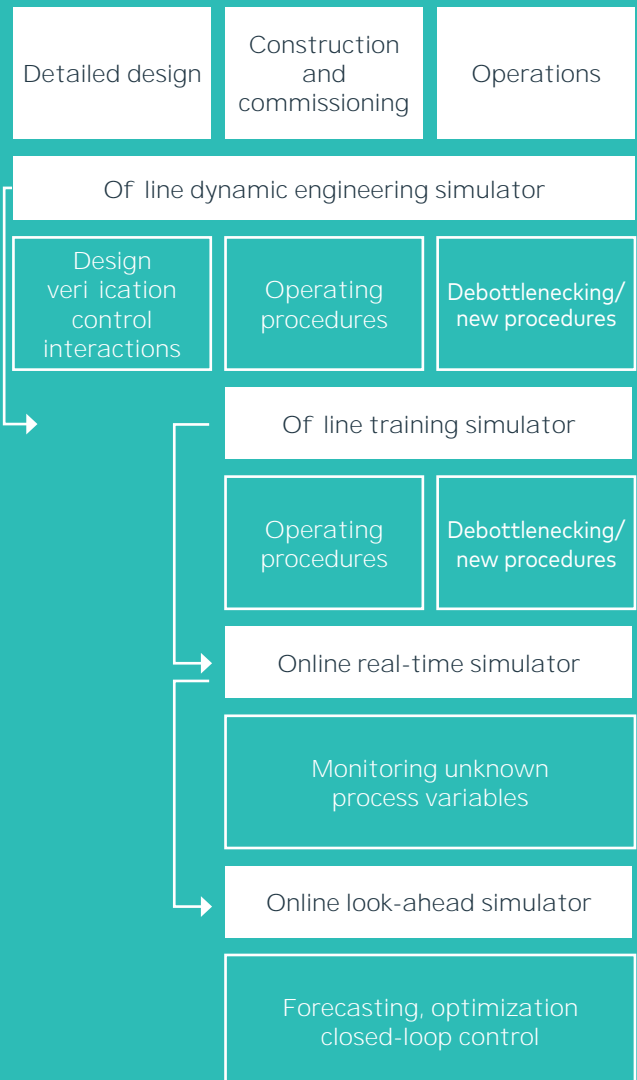 Detailed design
Construction
and
commissioning
Operations
Of line dynamic engineering simulator
Design
veri ication
control
interactions
Operating
procedures
Debottlenecking/
new procedures
Of line training simulator
Operating
procedures
Debottlenecking/
new procedures
Online real-time simulator
Monitoring unknown
process variables
Online look-ahead simulator
Forecasting, optimization
closed-loop control